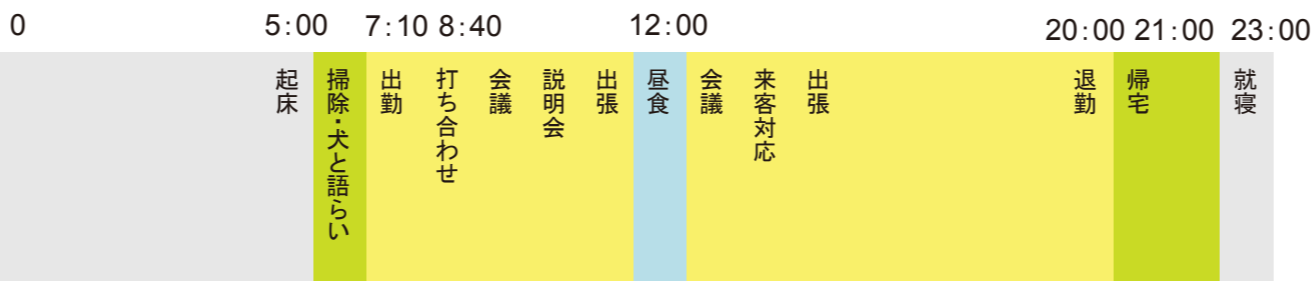 0
5:00
7:10
8:40
12:00
20:00
21:00
23:00
起床
掃除・犬と語らい
出勤
打ち合わせ
会議
説明会
出張
昼食
会議
来客対応
出張
退勤
帰宅
就寝